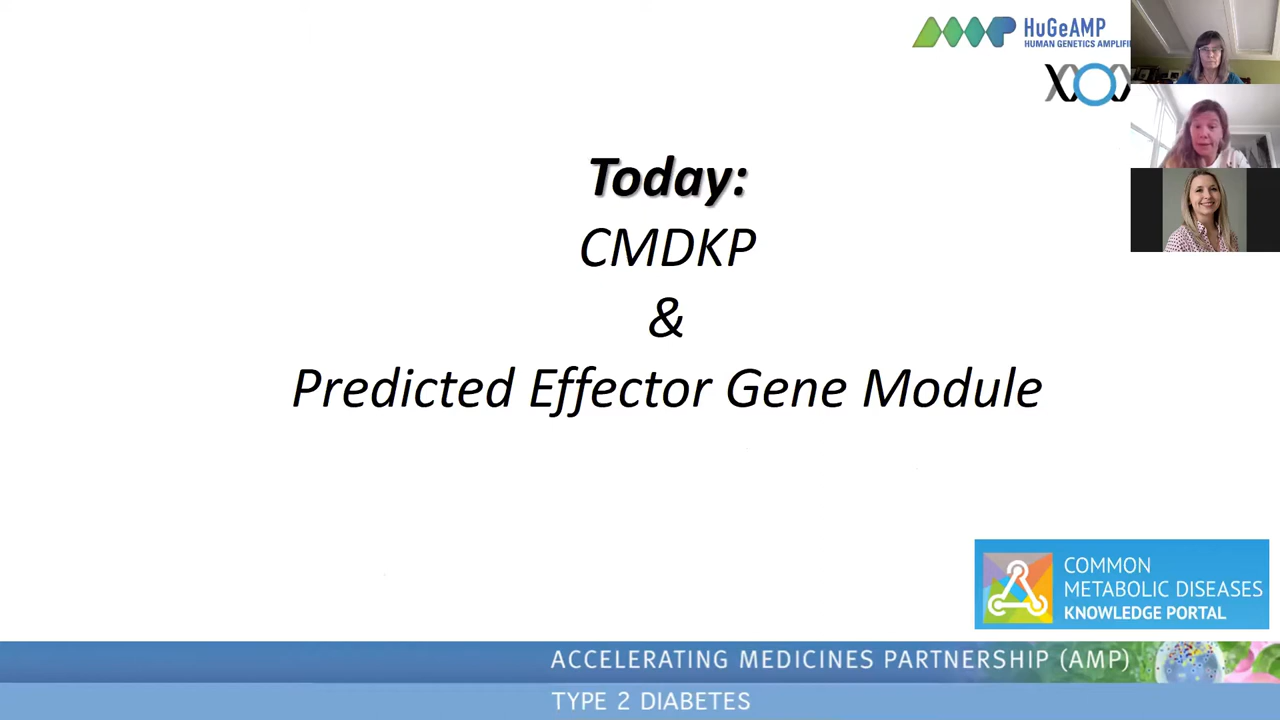 HuGeAMP
HUMAN GENETICS AMPLIFI
Today:
CMDKP
&
Predicted Effector Gene Module
COMMON
METABOLIC DISEASES
KNOWLEDGE PORTAL
ACCELERATING MEDICINES PARTNERSHIP (AMP)
TYPE 2 DIABETES